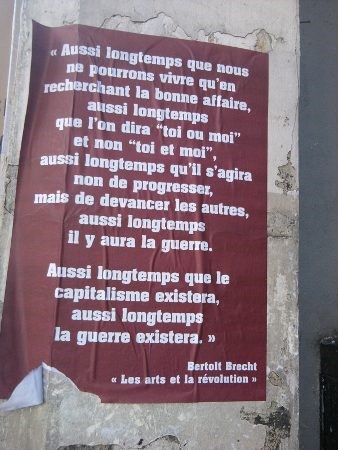 « Aussi longtemps que nous
ne pourrons vivre qu'en
recherchant la bonne affaire,
aussi longtemps
que l'on dira "toi ou moi"
et non "toi et moi",
aussi longtemps qu'il s'agira
non de progresser,
mais de devancer les autres,
aussi longtemps
il y aura la guerre.
Aussi longtemps que le
capitalisme existera,
aussi longtemps
la guerre existera. »
Bertolt Brecht
« Les arts et la révolution »